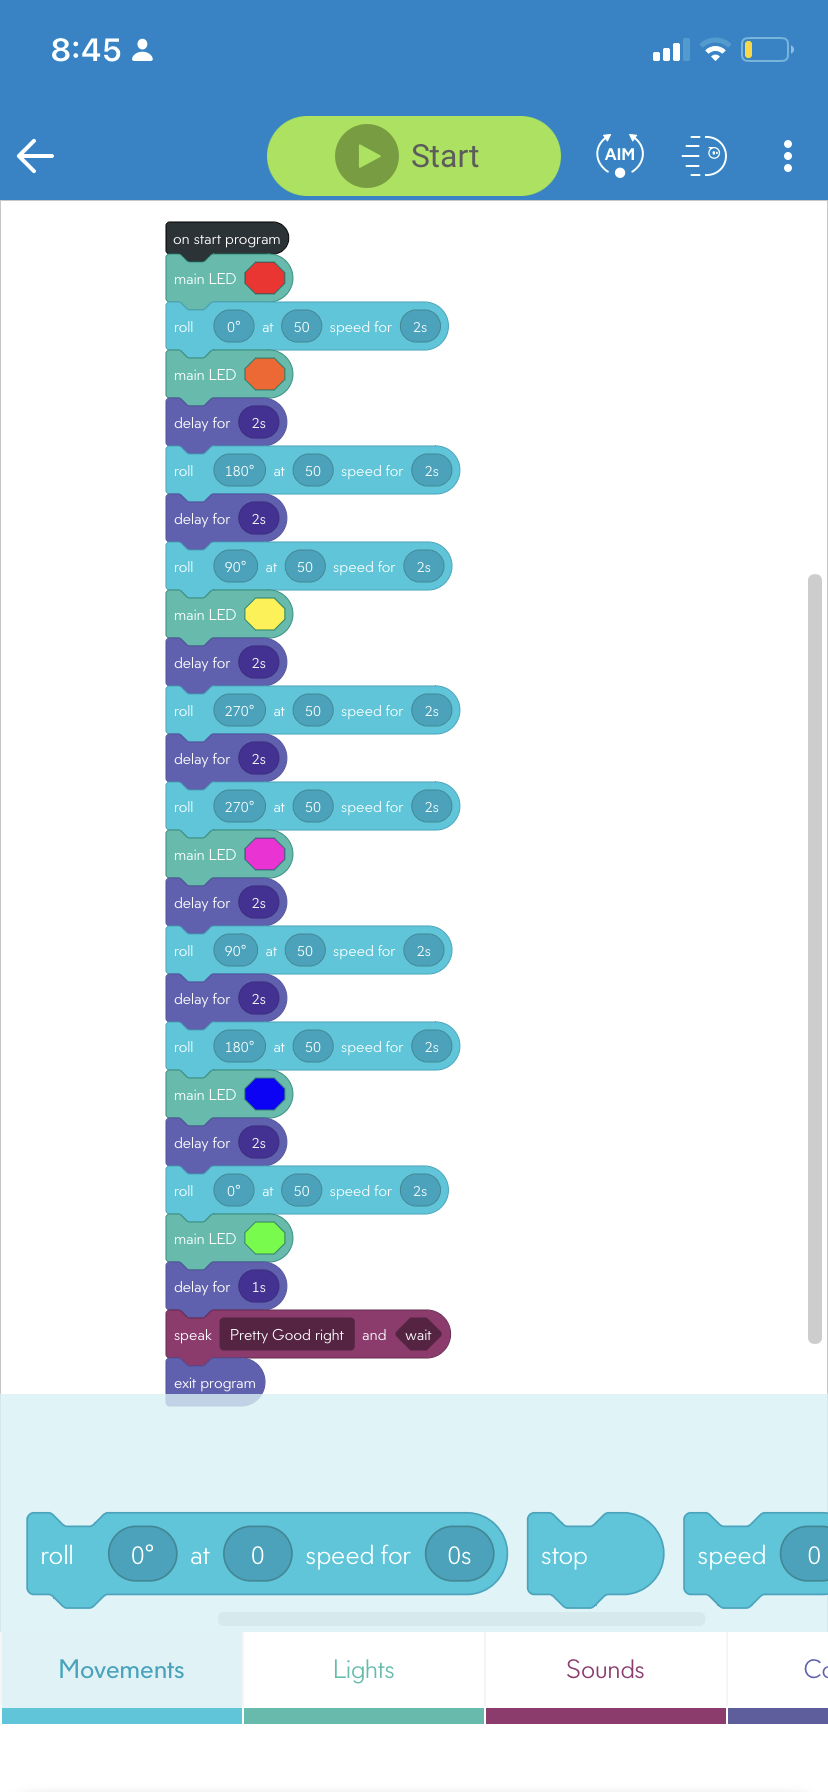 8:45
Start
AIM
on start program
main LED
roll 0° at 50 speed for 2s
main LED
delay for 2s
roll 180° at 50 speed for 2s
delay for 2s
roll 90° at 50 speed for 2s
main LED
delay for 2s
roll 270° at 50 speed for 2s
delay for 2s
roll 270° at 50 speed for 2s
main LED
delay for 2s
roll 90° at 50 speed for 2s
delay for 2s
roll 180° at 50 speed for 2s
main LED
delay for 2s
roll 0° at 50 speed for 2s
main LED
delay for 1s
speak Pretty Good right and wait
exit program
roll 0° at 0 speed for 0s stop speed 0
Movements Lights Sounds